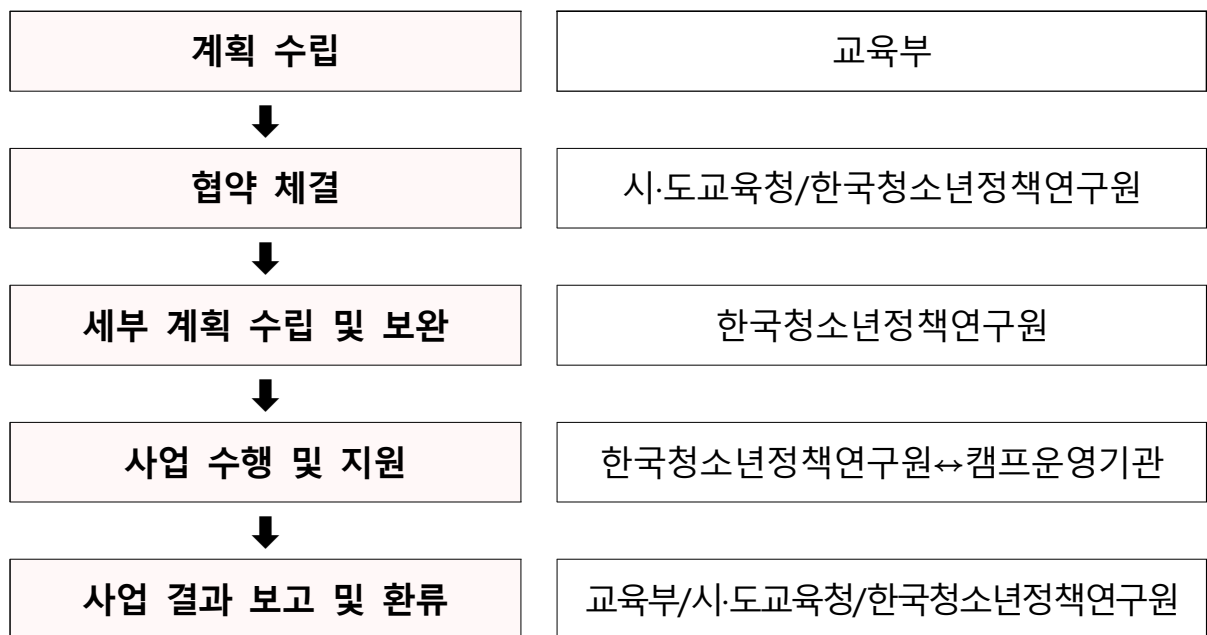 계획 수립
교육부
협약 체결
시·도교육청/한국청소년정책연구원
세부 계획 수립 및 보완
한국청소년정책연구원
사업 수행 및 지원
한국청소년정책연구원↔캠프운영기관
사업 결과 보고 및 환류
교육부/시·도교육청/한국청소년정책연구원